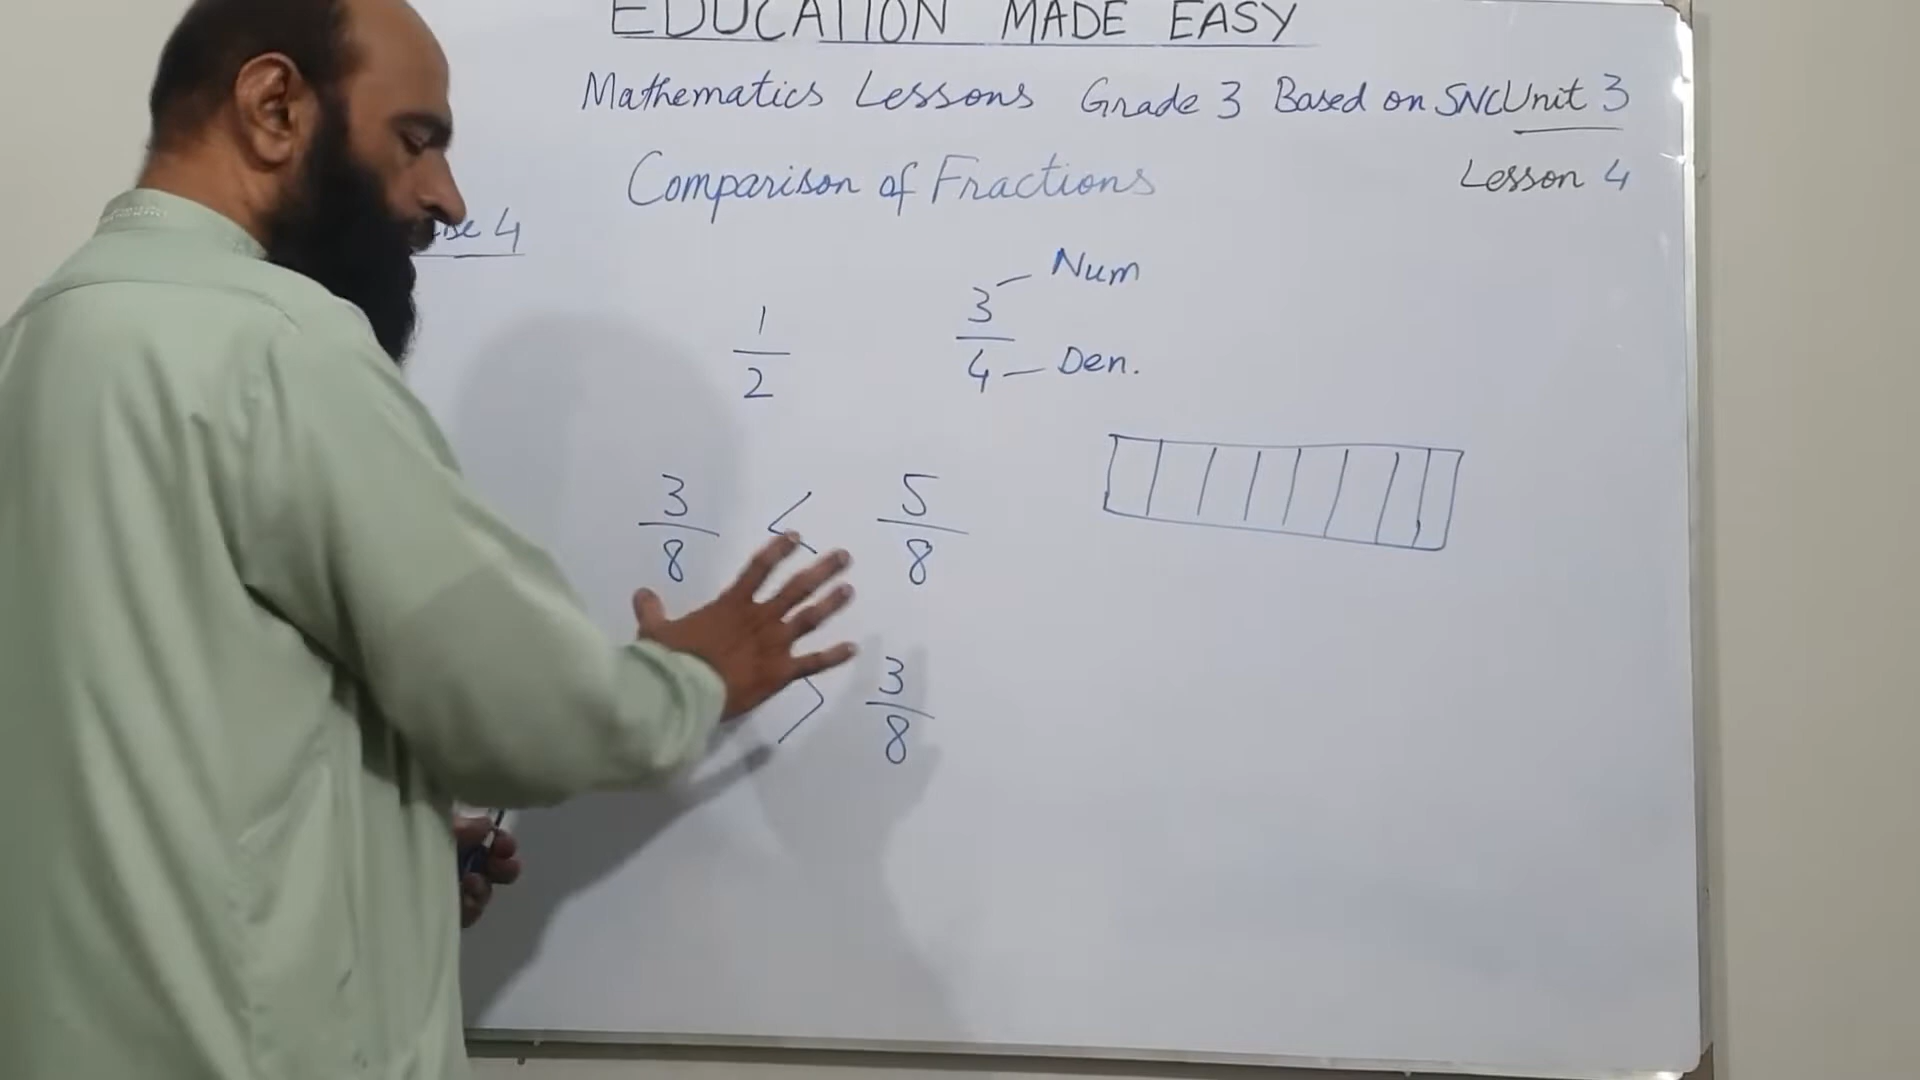 EDUCATION MADE EASY
Mathematics Lessons Grade 3 Based on SNC Unit 3
Comparison of Fractions
Lesson 4
4
1/2
3/4
Num
Den.
3/8 < 5/8
> 3/8